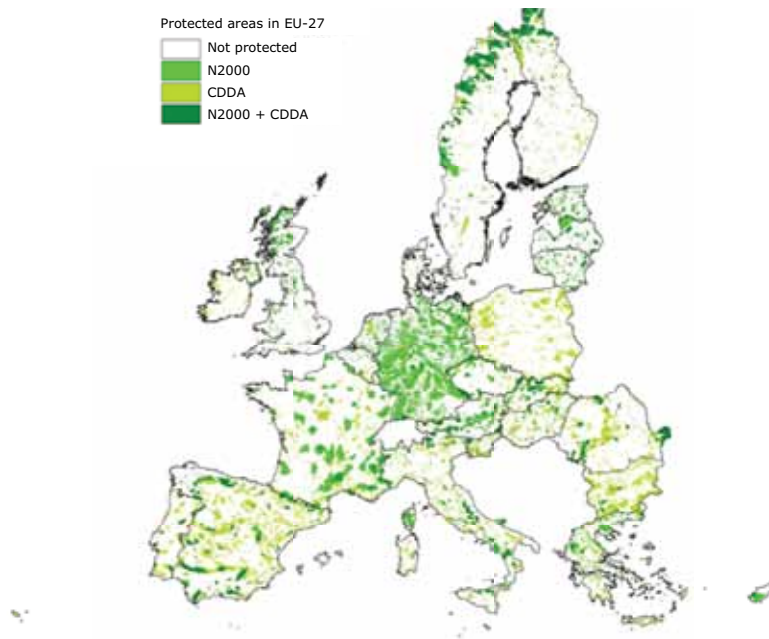 Protected areas in EU-27
Not protected
N2000
CDDA
N2000 + CDDA